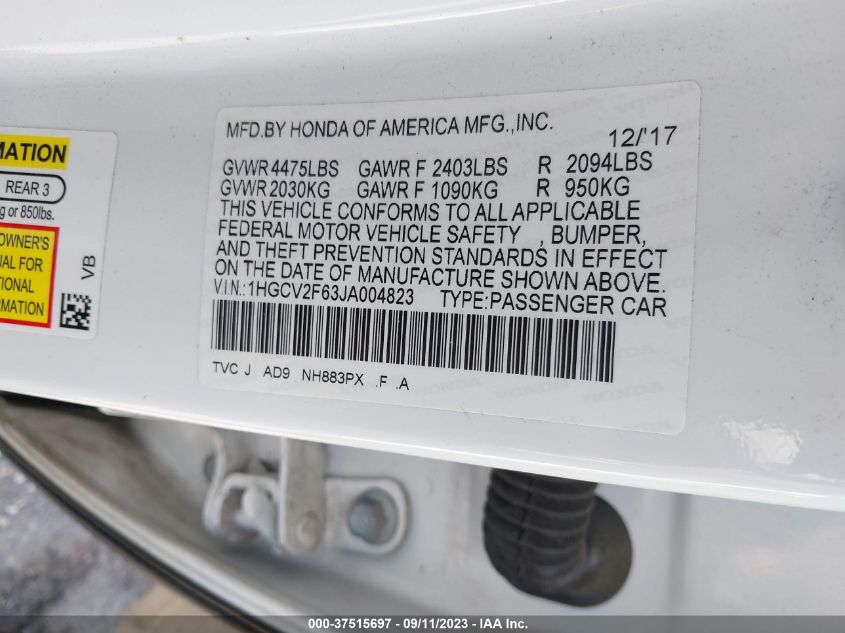 MATION
REAR 3
g or 850lbs.
OWNER'S
UAL FOR
TIONAL
RMATION
VB
MFD.BY HONDA OF AMERICA MFG.,INC. 12/'17
GVWR 4475LBS GAWR F 2403LBS R 2094LBS
GVWR 2030KG GAWR F 1090KG R 950KG
THIS VEHICLE CONFORMS TO ALL APPLICABLE
FEDERAL MOTOR VEHICLE SAFETY , BUMPER,
AND THEFT PREVENTION STANDARDS IN EFFECT
ON THE DATE OF MANUFACTURE SHOWN ABOVE.
V.I.N.:1HGCV2F63JA004823 TYPE:PASSENGER CAR
TVC J AD9 NH883PX .F .A
000-37515697 - 09/11/2023 - IAA Inc.